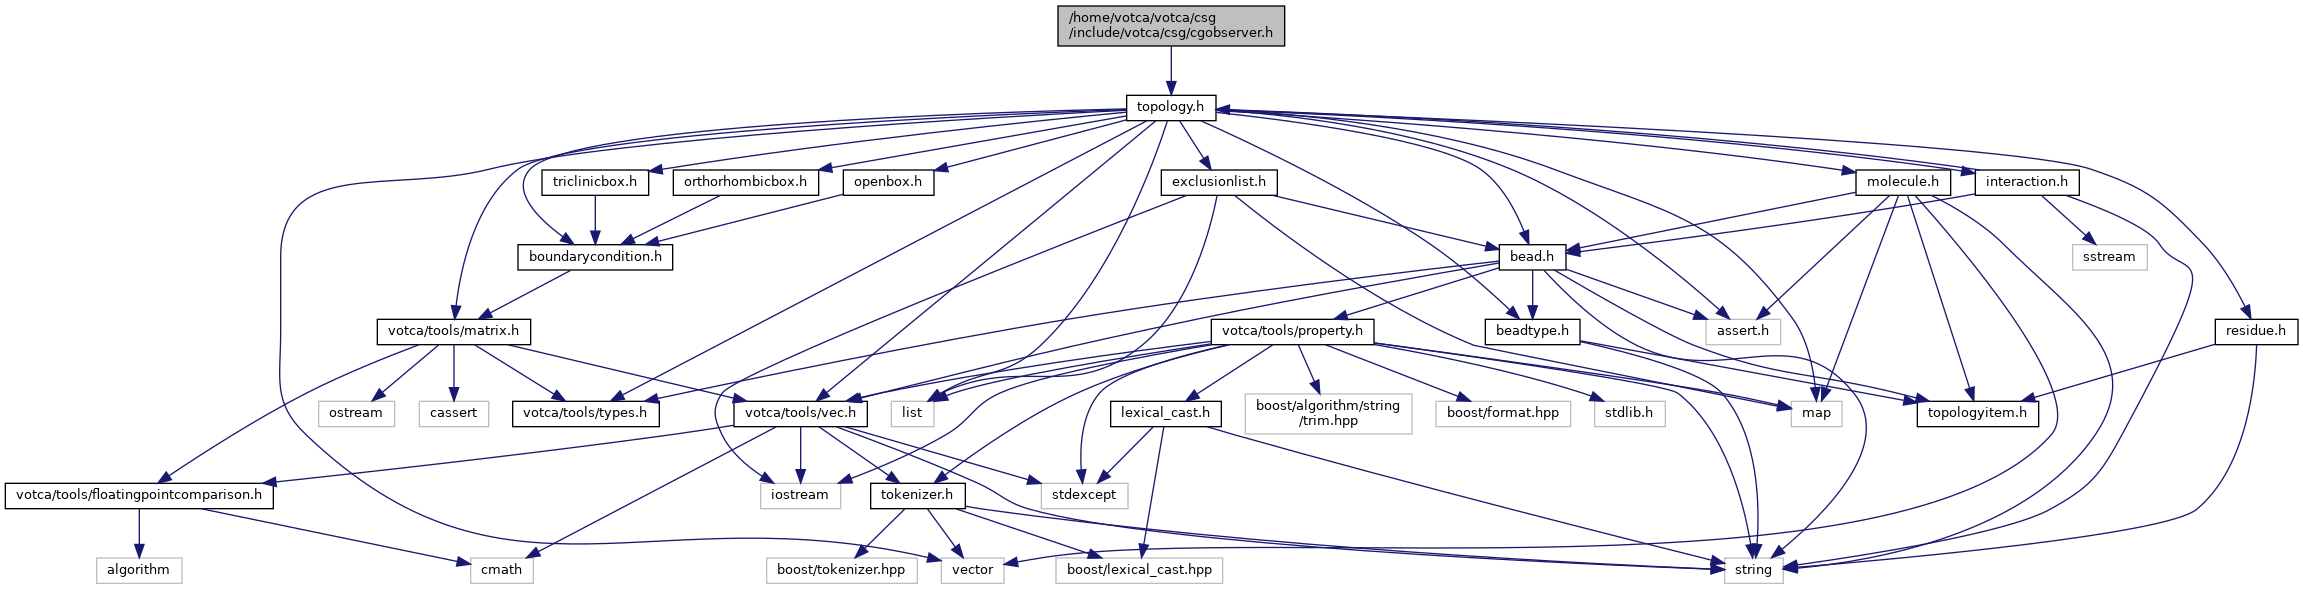 /home/votca/votca/csg
/include/votca/csg/cgobserver.h
topology.h
triclinicbox.h
orthorhombicbox.h
openbox.h
exclusionlist.h
molecule.h
interaction.h
boundarycondition.h
bead.h
sstream
votca/tools/matrix.h
votca/tools/property.h
beadtype.h
assert.h
residue.h
ostream
cassert
votca/tools/types.h
votca/tools/vec.h
list
lexical_cast.h
boost/algorithm/string
/trim.hpp
boost/format.hpp
stdlib.h
map
topologyitem.h
votca/tools/floatingpointcomparison.h
iostream
tokenizer.h
stdexcept
algorithm
cmath
boost/tokenizer.hpp
vector
boost/lexical_cast.hpp
string